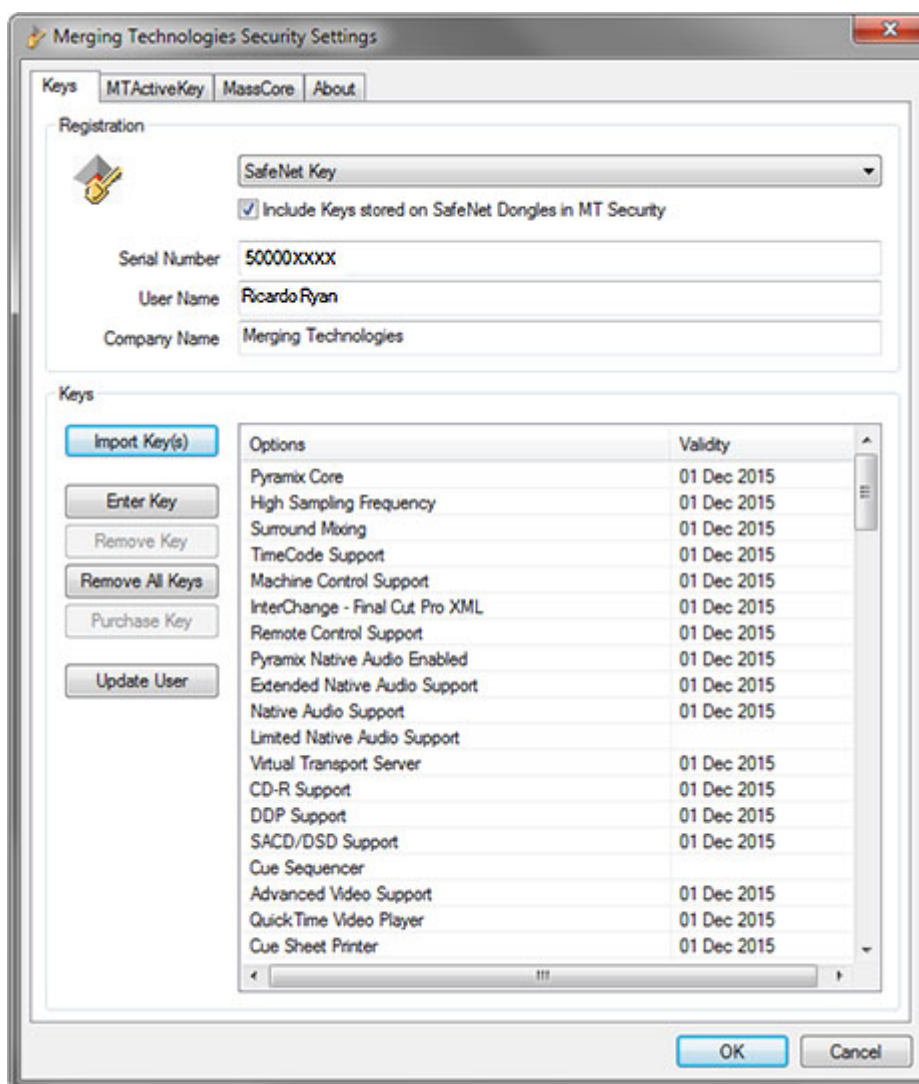 Merging Technologies Security Settings
Keys MTActiveKey MassCore About
Registration
SafeNet Key
Include Keys stored on SafeNet Dongles in MT Security
Serial Number 50000XXXX
User Name Ricardo Ryan
Company Name Merging Technologies
Keys
Import Key(s)
Enter Key
Remove Key
Remove All Keys
Purchase Key
Update User
Options Validity
Pyramix Core 01 Dec 2015
High Sampling Frequency 01 Dec 2015
Surround Mixing 01 Dec 2015
TimeCode Support 01 Dec 2015
Machine Control Support 01 Dec 2015
InterChange - Final Cut Pro XML 01 Dec 2015
Remote Control Support 01 Dec 2015
Pyramix Native Audio Enabled 01 Dec 2015
Extended Native Audio Support 01 Dec 2015
Native Audio Support 01 Dec 2015
Limited Native Audio Support
Virtual Transport Server 01 Dec 2015
CD-R Support 01 Dec 2015
DDP Support 01 Dec 2015
SACD/DSD Support 01 Dec 2015
Cue Sequencer
Advanced Video Support 01 Dec 2015
QuickTime Video Player 01 Dec 2015
Cue Sheet Printer 01 Dec 2015
OK Cancel